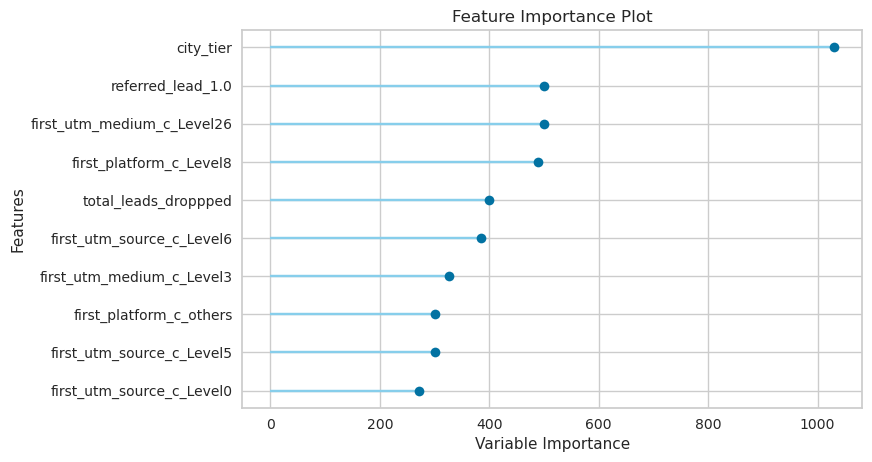 Feature Importance Plot
city_tier
referred_lead_1.0
first_utm_medium_c_Level26
first_platform_c_Level8
total_leads_droppped
first_utm_source_c_Level6
first_utm_medium_c_Level3
first_platform_c_others
first_utm_source_c_Level5
first_utm_source_c_Level0
Features
0 200 400 600 800 1000
Variable Importance